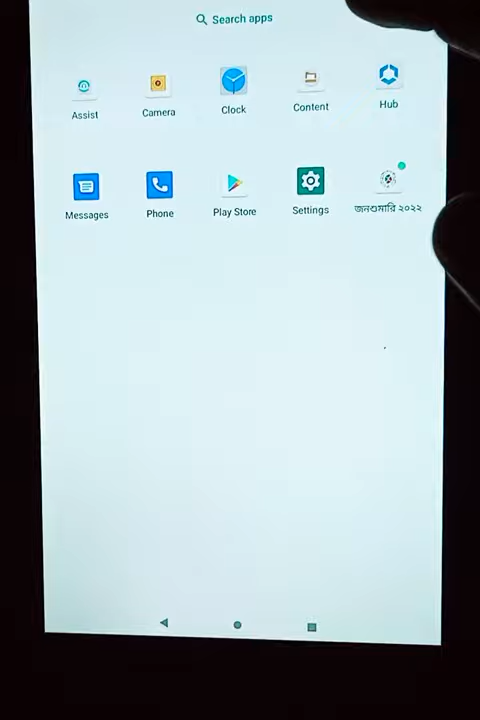 Search apps
Assist
Camera
Clock
Content
Hub
Messages
Phone
Play Store
Settings
জনশুমারি ২০২২